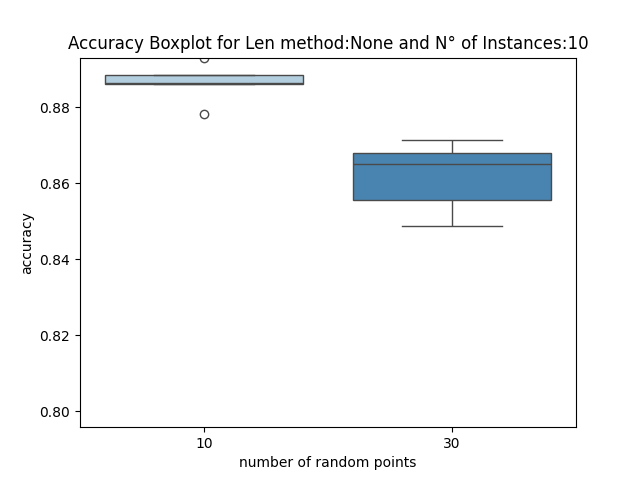 Accuracy Boxplot for Len method:None and N° of Instances:10
0.88
0.86
0.84
0.82
0.80
accuracy
10
30
number of random points